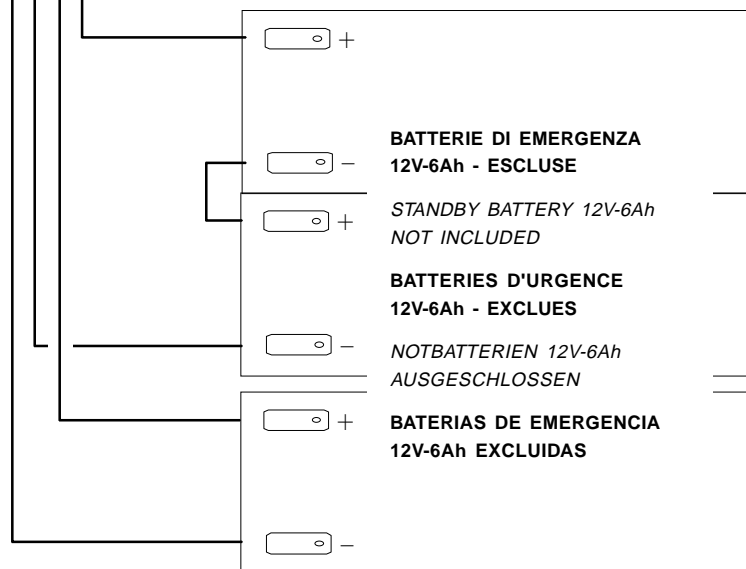 +
BATTERIE DI EMERGENZA
12V-6Ah - ESCLUSE
−
STANDBY BATTERY 12V-6Ah
+
NOT INCLUDED
BATTERIES D'URGENCE
12V-6Ah - EXCLUES
−
NOTBATTERIEN 12V-6Ah
AUSGESCHLOSSEN
+
BATERIAS DE EMERGENCIA
12V-6Ah EXCLUIDAS
−